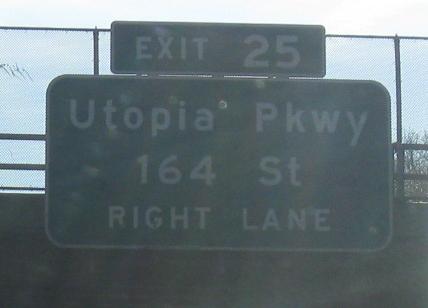 EXIT 25
Utopia Pkwy
164 St
RIGHT LANE